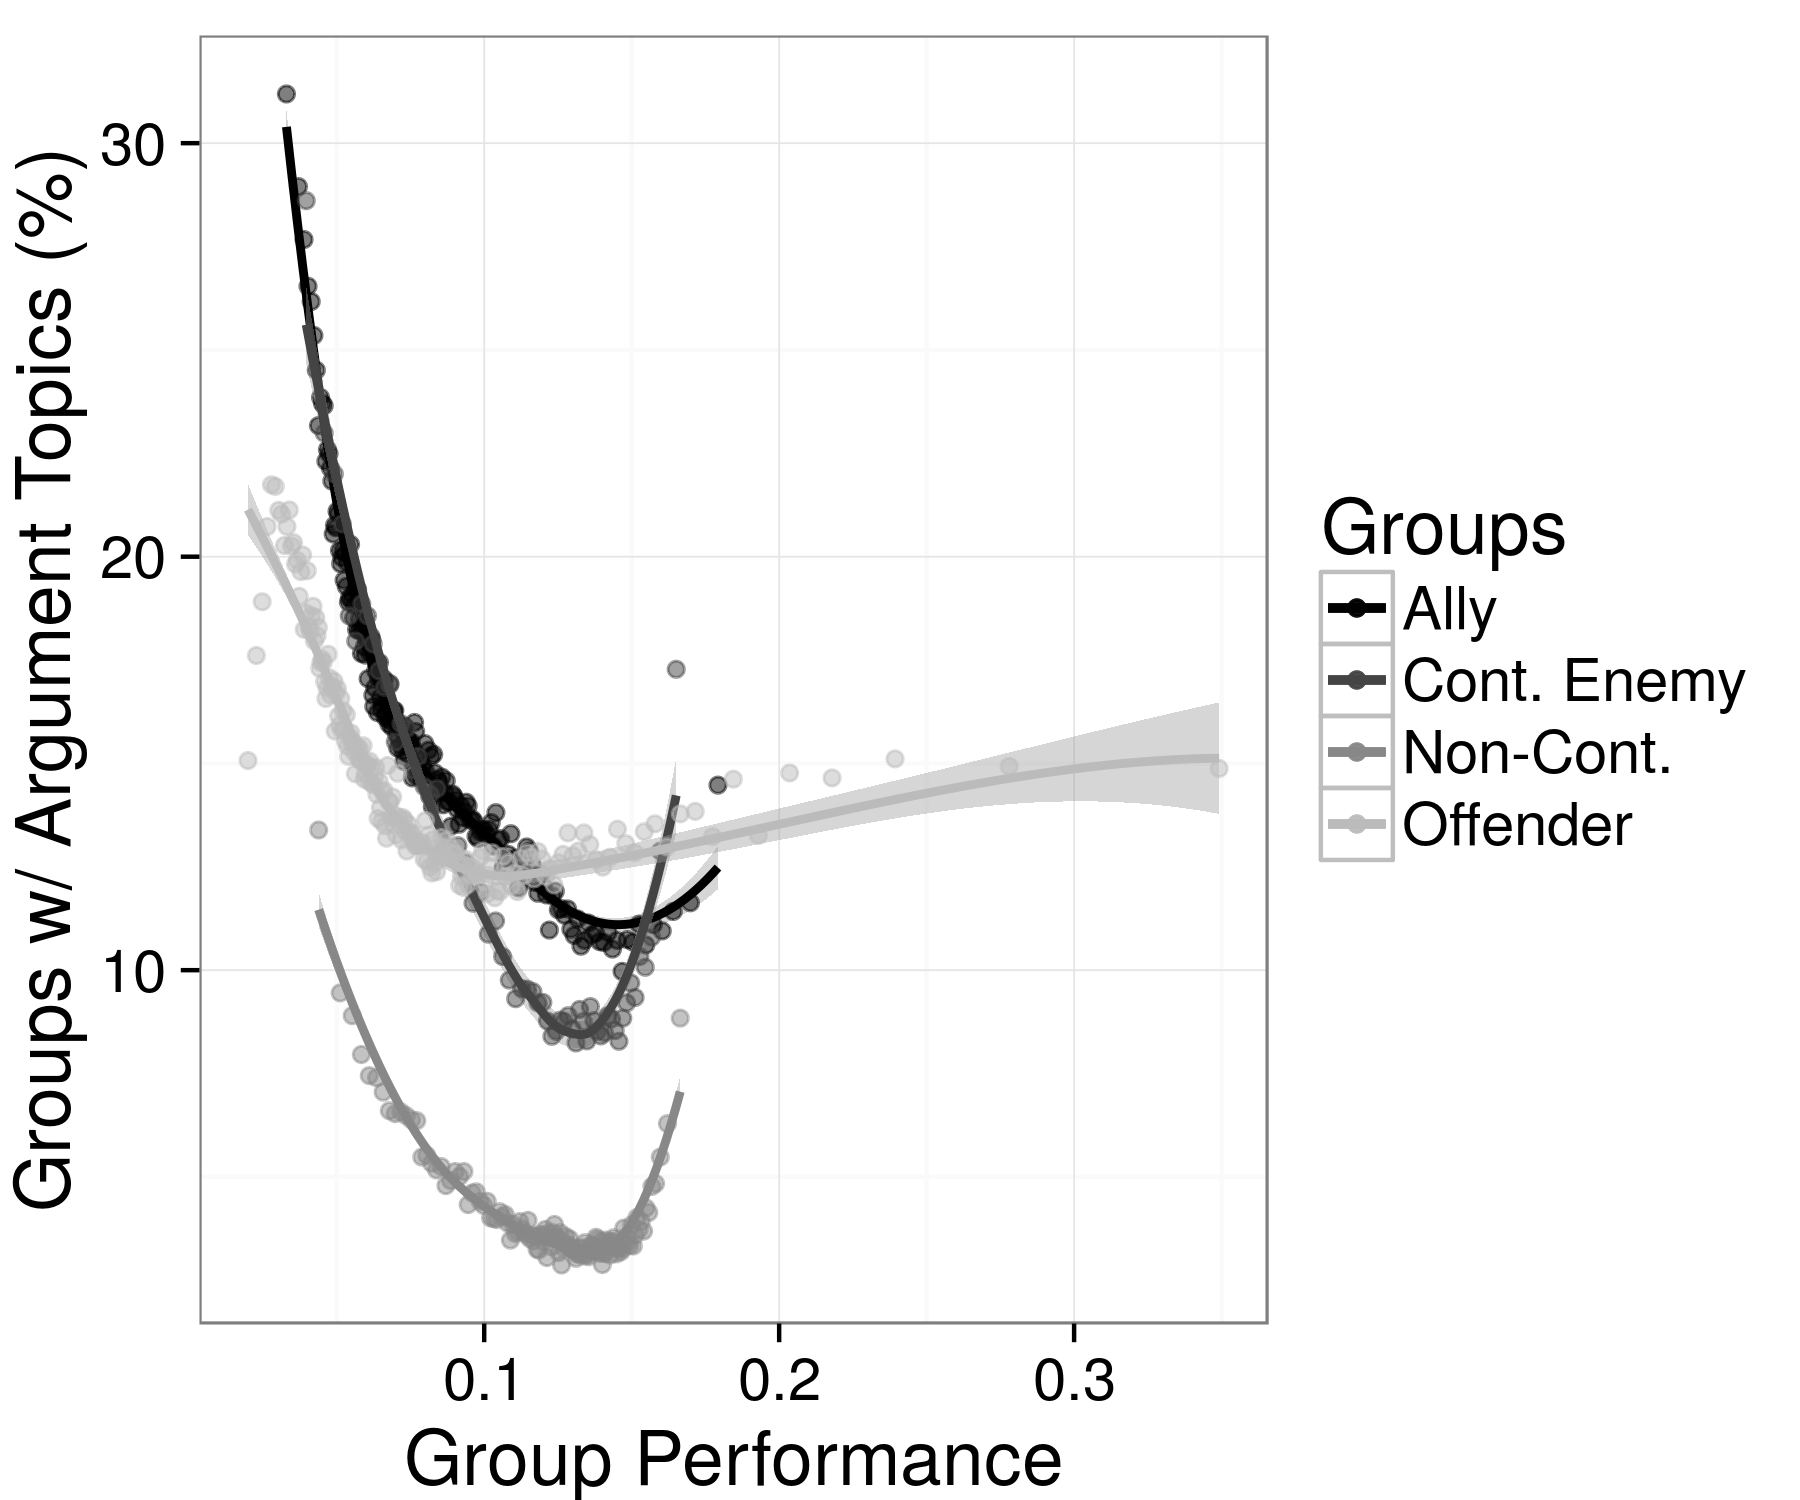 Groups w/ Argument Topics (%)
30
20
10
0.1
0.2
0.3
Group Performance
Groups
Ally
Cont. Enemy
Non-Cont.
Offender